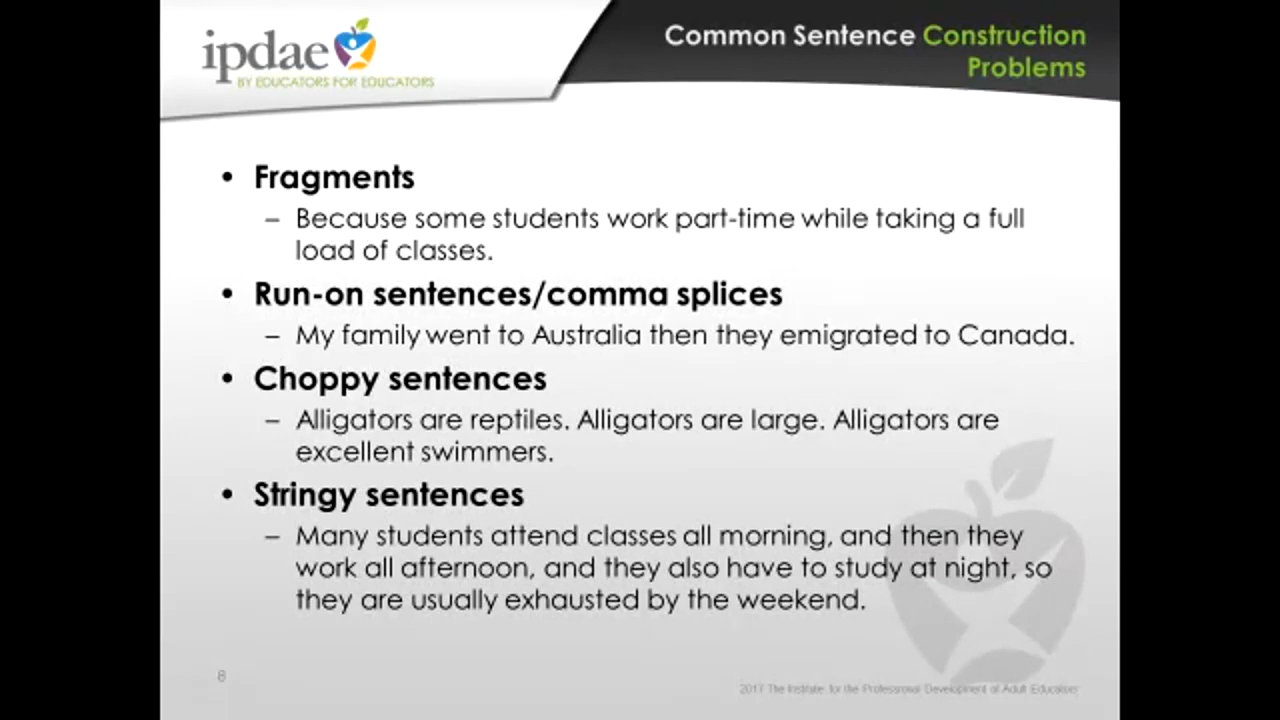 ipdae
BY EDUCATORS FOR EDUCATORS
Common Sentence Construction
Problems
• Fragments
– Because some students work part-time while taking a full
load of classes.
• Run-on sentences/comma splices
– My family went to Australia then they emigrated to Canada.
• Choppy sentences
– Alligators are reptiles. Alligators are large. Alligators are
excellent swimmers.
• Stringy sentences
– Many students attend classes all morning, and then they
work all afternoon, and they also have to study at night, so
they are usually exhausted by the weekend.
8
2017 The Institute for the Professional Development of Adult Educators